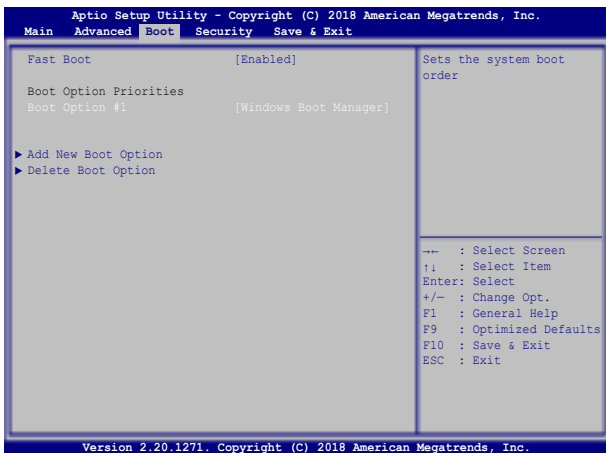 Aptio Setup Utility - Copyright (C) 2018 American Megatrends, Inc.
Main Advanced Boot Security Save & Exit
Fast Boot [Enabled]
Boot Option Priorities
Boot Option #1 [Windows Boot Manager]
▶ Add New Boot Option
▶ Delete Boot Option
Sets the system boot
order
→← : Select Screen
↑↓ : Select Item
Enter: Select
+/— : Change Opt.
F1 : General Help
F9 : Optimized Defaults
F10 : Save & Exit
ESC : Exit
Version 2.20.1271. Copyright (C) 2018 American Megatrends, Inc.